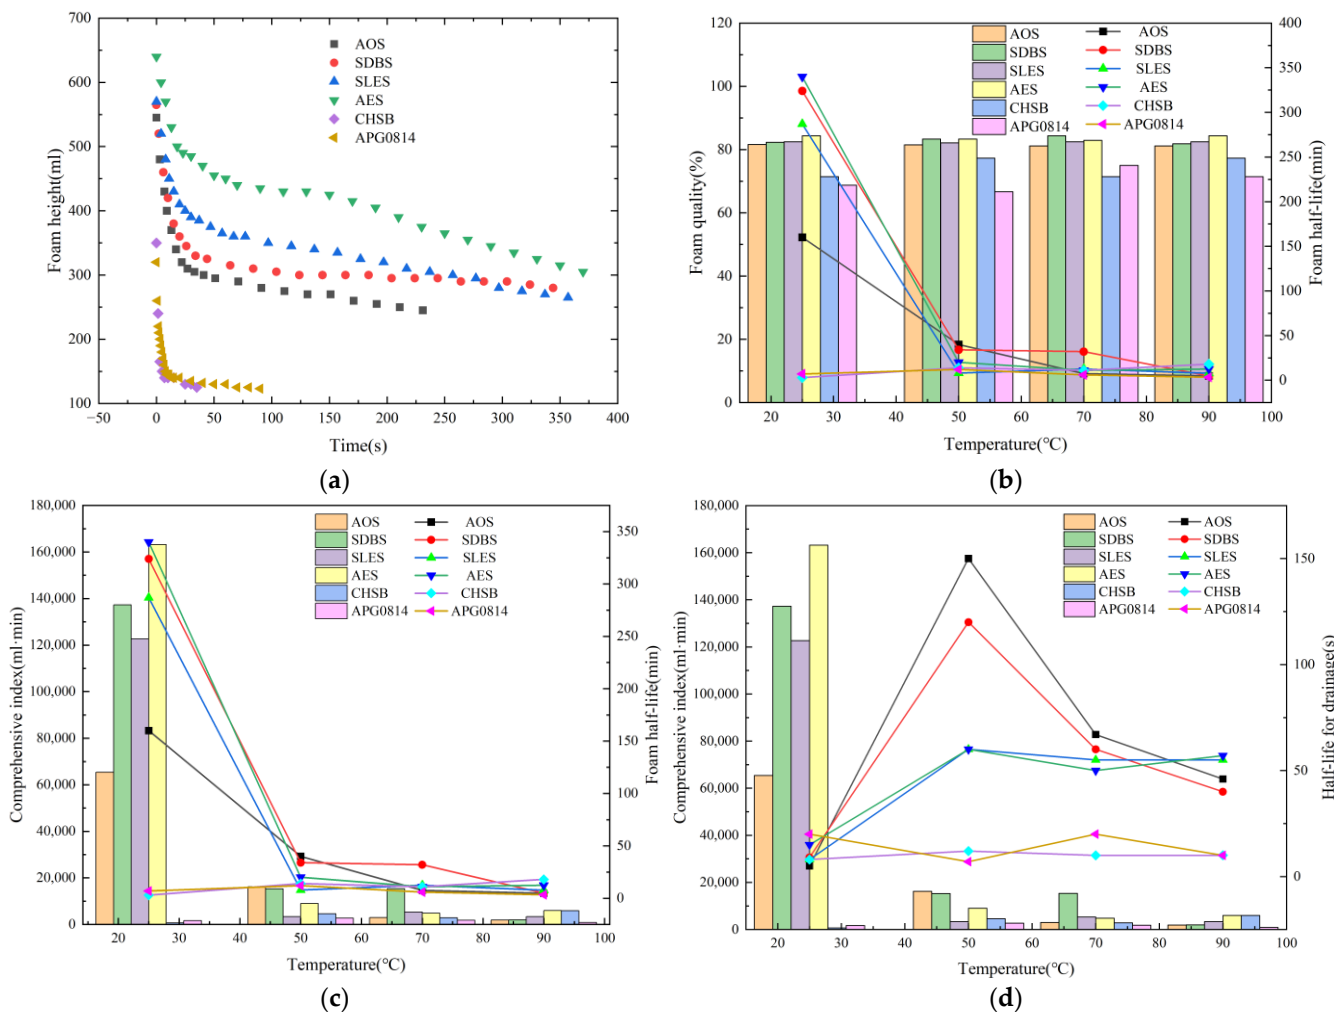 700
600
500
400
300
200
100
−50
0
50
100
150
200
250
300
350
400
Foam height(ml)
Time(s)
AOS
SDBS
SLES
AES
CHSB
APG0814
(a)
120
100
80
60
40
20
0
20
30
40
50
60
70
80
90
100
Foam quality(%)
Temperature(℃)
400
350
300
250
200
150
100
50
0
Foam half-life(min)
AOS AOS
SDBS SDBS
SLES SLES
AES AES
CHSB CHSB
APG0814 APG0814
(b)
180,000
160,000
140,000
120,000
100,000
80,000
60,000
40,000
20,000
0
20
30
40
50
60
70
80
90
100
Comprehensive index(ml·min)
Temperature(℃)
350
300
250
200
150
100
50
0
Foam half-life(min)
AOS AOS
SDBS SDBS
SLES SLES
AES AES
CHSB CHSB
APG0814 APG0814
(c)
180,000
160,000
140,000
120,000
100,000
80,000
60,000
40,000
20,000
0
20
30
40
50
60
70
80
90
100
Comprehensive index(ml·min)
Temperature(℃)
150
100
50
0
Half-life for drainage(s)
AOS AOS
SDBS SDBS
SLES SLES
AES AES
CHSB CHSB
APG0814 APG0814
(d)